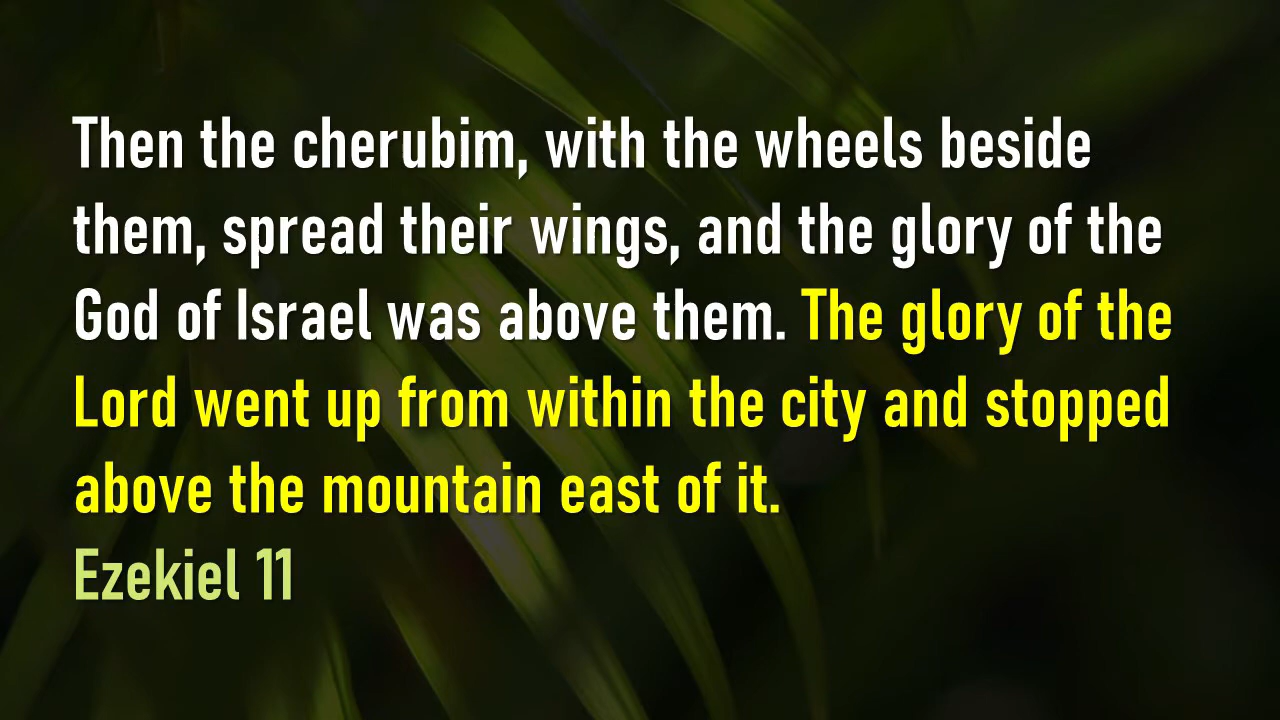 Then the cherubim, with the wheels beside
them, spread their wings, and the glory of the
God of Israel was above them. The glory of the
Lord went up from within the city and stopped
above the mountain east of it.
Ezekiel 11